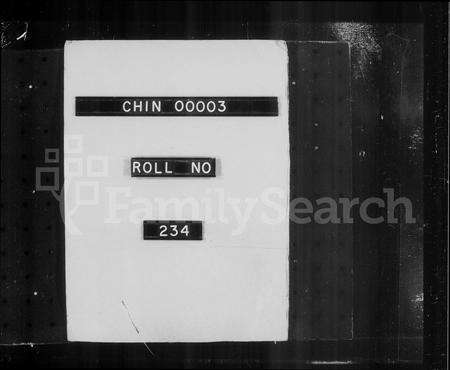 CHIN 00003
ROLL NO
234
FamilySearch